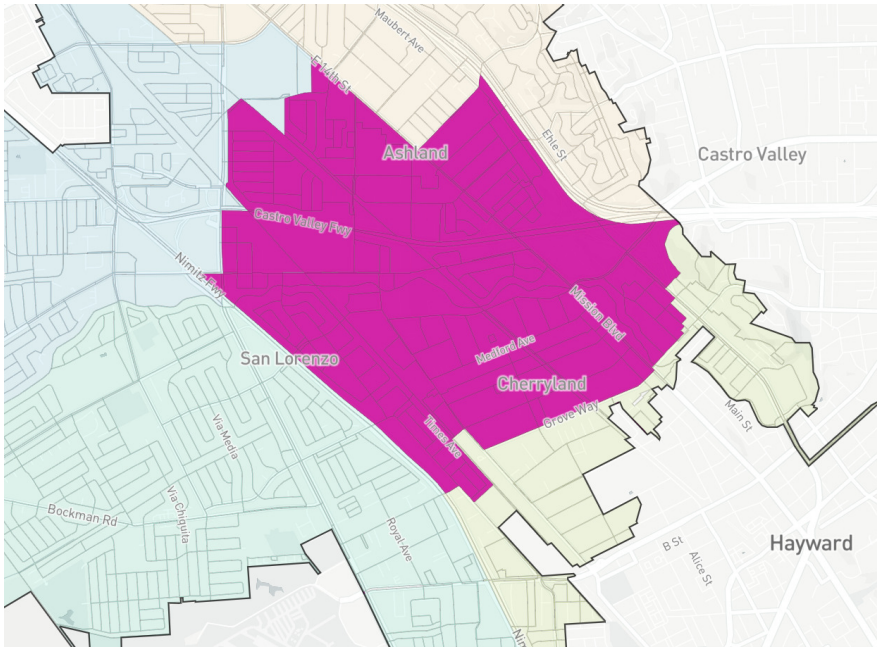 Maubert Ave
E 14th St
Ehle St
Ashland
Castro Valley
Castro Valley Fwy
Nimitz Fwy
Mission Blvd
Medford Ave
San Lorenzo
Cherryland
Grove Way
Main St
Times Ave
Via Media
Via Chiquita
Bockman Rd
Royal Ave
B St
Alice St
Hayward
Nim